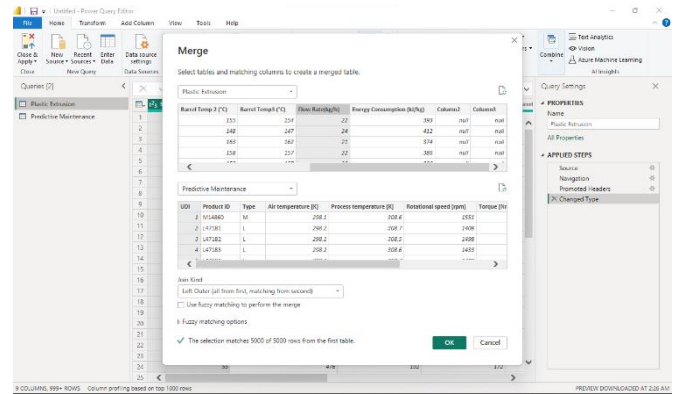 Untitled - Power Query Editor
File Home Transform Add Column View Tools Help
Close & Apply New Source Recent Sources Enter Data Data source settings Combine Text Analytics
Vision
Azure Machine Learning
Close New Query Data Sources AI Insights
Queries [2]
Plastic Extrusion
Predictive Maintenance
Merge
Select tables and matching columns to create a merged table.
Plastic Extrusion
Barrel Temp 2 (°C) Barrel Temp3 (°C) Flow Rate(kg/h) Energy Consumption (kJ/kg) Column2 Column3
155 154 22 393 null null
148 147 24 412 null null
163 162 21 374 null null
158 157 22 389 null null
Predictive Maintenance
UDI Product ID Type Air temperature [K] Process temperature [K] Rotational speed [rpm] Torque [N
1 M14860 M 298.1 308.6 1551
2 L47181 L 298.2 308.7 1408
3 L47182 L 298.1 308.5 1498
4 L47183 L 298.2 308.6 1433
Join Kind
Left Outer (all from first, matching from second)
Use fuzzy matching to perform the merge
Fuzzy matching options
The selection matches 5000 of 5000 rows from the first table.
OK Cancel
Query Settings
PROPERTIES
Name
Plastic Extrusion
All Properties
APPLIED STEPS
Source
Navigation
Promoted Headers
Changed Type
9 COLUMNS, 999+ ROWS Column profiling based on top 1000 rows
PREVIEW DOWNLOADED AT 2:26 AM